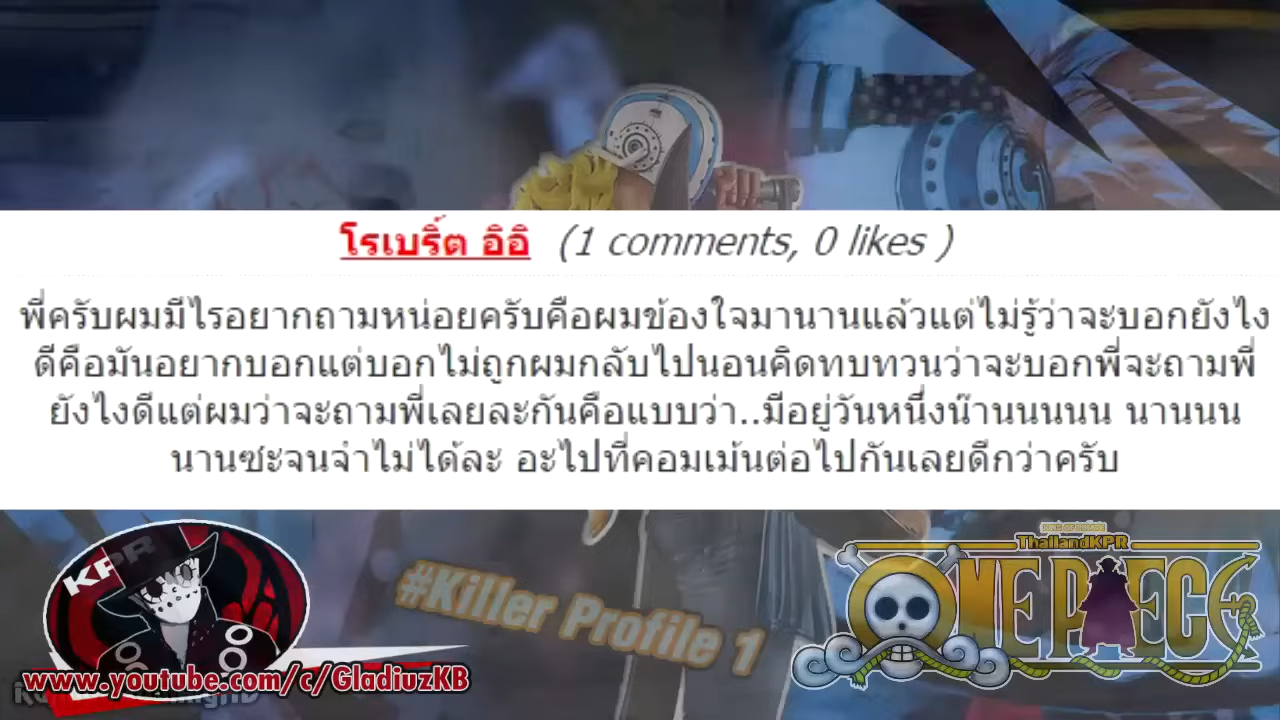 โรเบริ์ต อิอิ (1 comments, 0 likes )
พี่ครับผมมีไรอยากถามหน่อยครับคือผมข้องใจมานานแล้วแต่ไม่รู้ว่าจะบอกยังไง
ดีคือมันอยากบอกแต่บอกไม่ถูกผมกลับไปนอนคิดทบทวนว่าจะบอกพี่จะถามพี่
ยังไงดีแต่ผมว่าจะถามพี่เลยละกันคือแบบว่า..มีอยู่วันหนึ่งน๊านนนนน นานนน
นานซะจนจำไม่ได้ละ อะไปที่คอมเม้นต่อไปกันเลยดีกว่าครับ
KPR
#Killer Profile 1
ThailandKPR
ONE PIECE
www.youtube.com/c/GladiuzKB